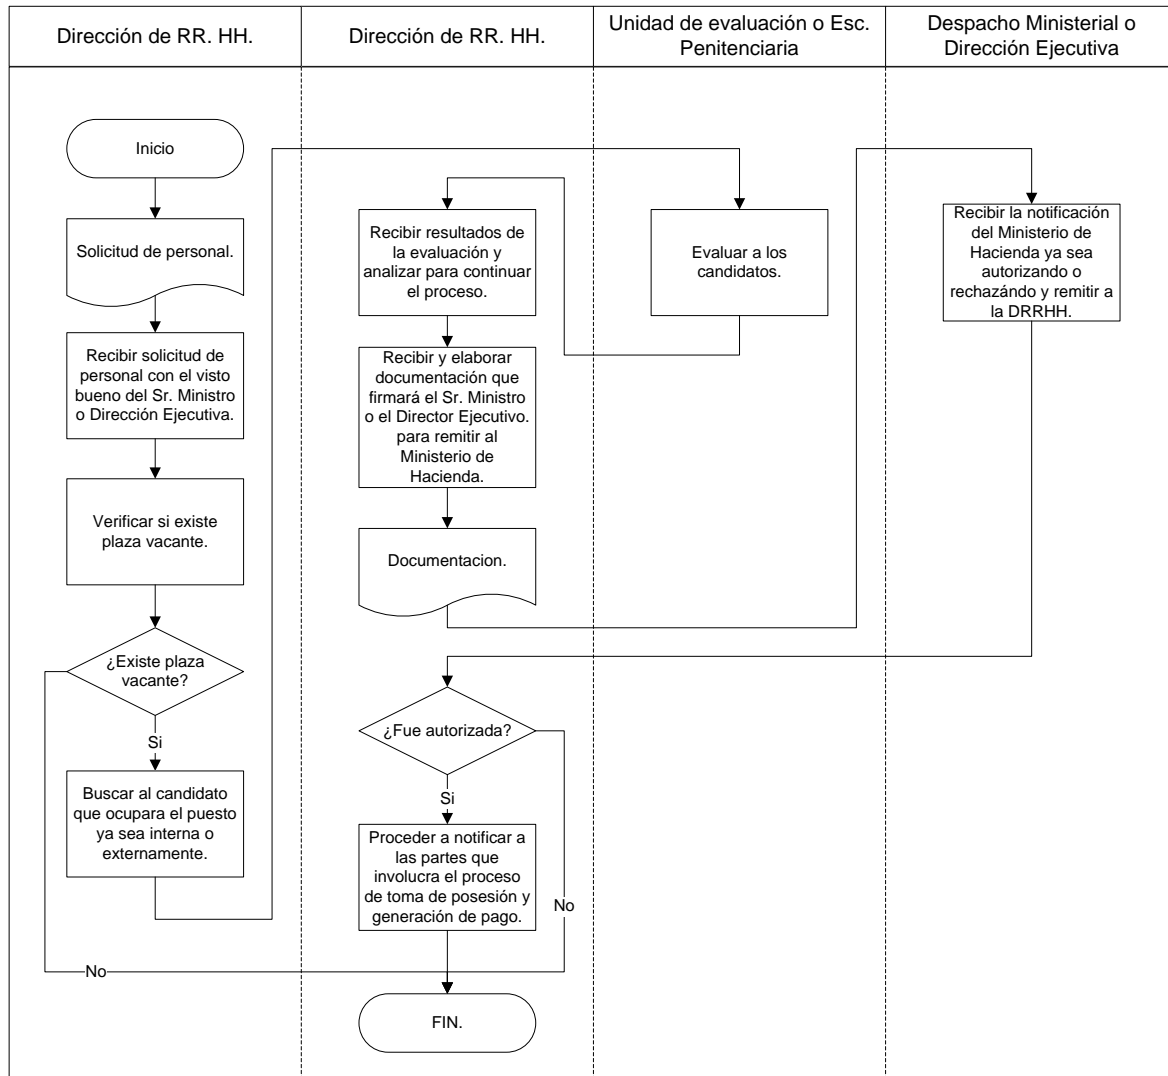 Dirección de RR. HH.
Dirección de RR. HH.
Unidad de evaluación o Esc.
Penitenciaria
Despacho Ministerial o
Dirección Ejecutiva
Inicio
Solicitud de personal.
Recibir solicitud de
personal con el visto
bueno del Sr. Ministro
o Dirección Ejecutiva.
Verificar si existe
plaza vacante.
¿Existe plaza
vacante?
Si
Buscar al candidato
que ocupara el puesto
ya sea interna o
externamente.
No
Recibir resultados de
la evaluación y
analizar para continuar
el proceso.
Recibir y elaborar
documentación que
firmará el Sr. Ministro
o el Director Ejecutivo.
para remitir al
Ministerio de
Hacienda.
Documentacion.
¿Fue autorizada?
Si
Proceder a notificar a
las partes que
involucra el proceso
de toma de posesión y
generación de pago.
No
FIN.
Evaluar a los
candidatos.
Recibir la notificación
del Ministerio de
Hacienda ya sea
autorizando o
rechazándo y remitir a
la DRRHH.